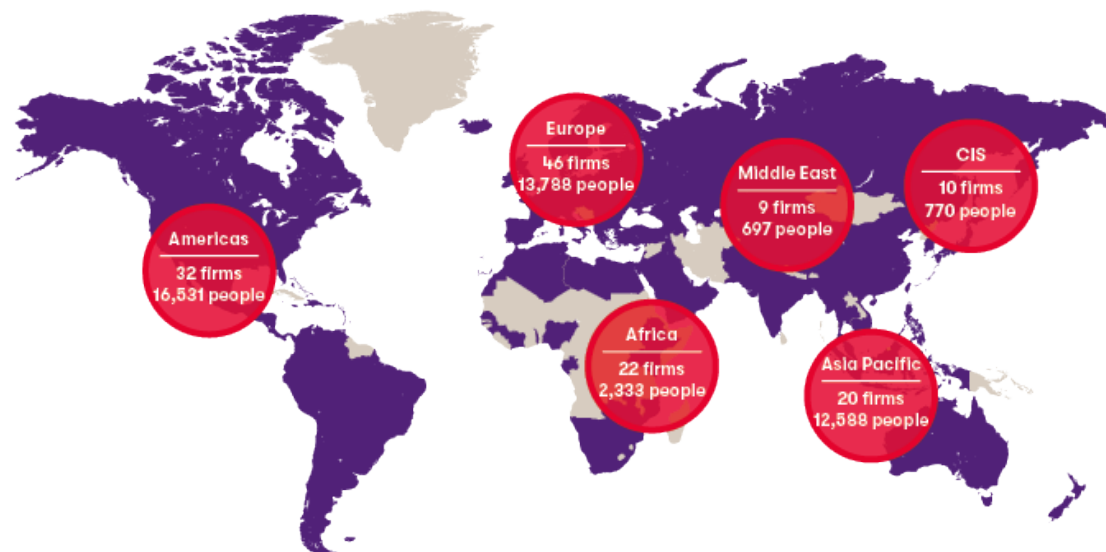 Europe
46 firms
13,788 people
Middle East
9 firms
697 people
CIS
10 firms
770 people
Americas
32 firms
16,531 people
Africa
22 firms
2,333 people
Asia Pacific
20 firms
12,588 people